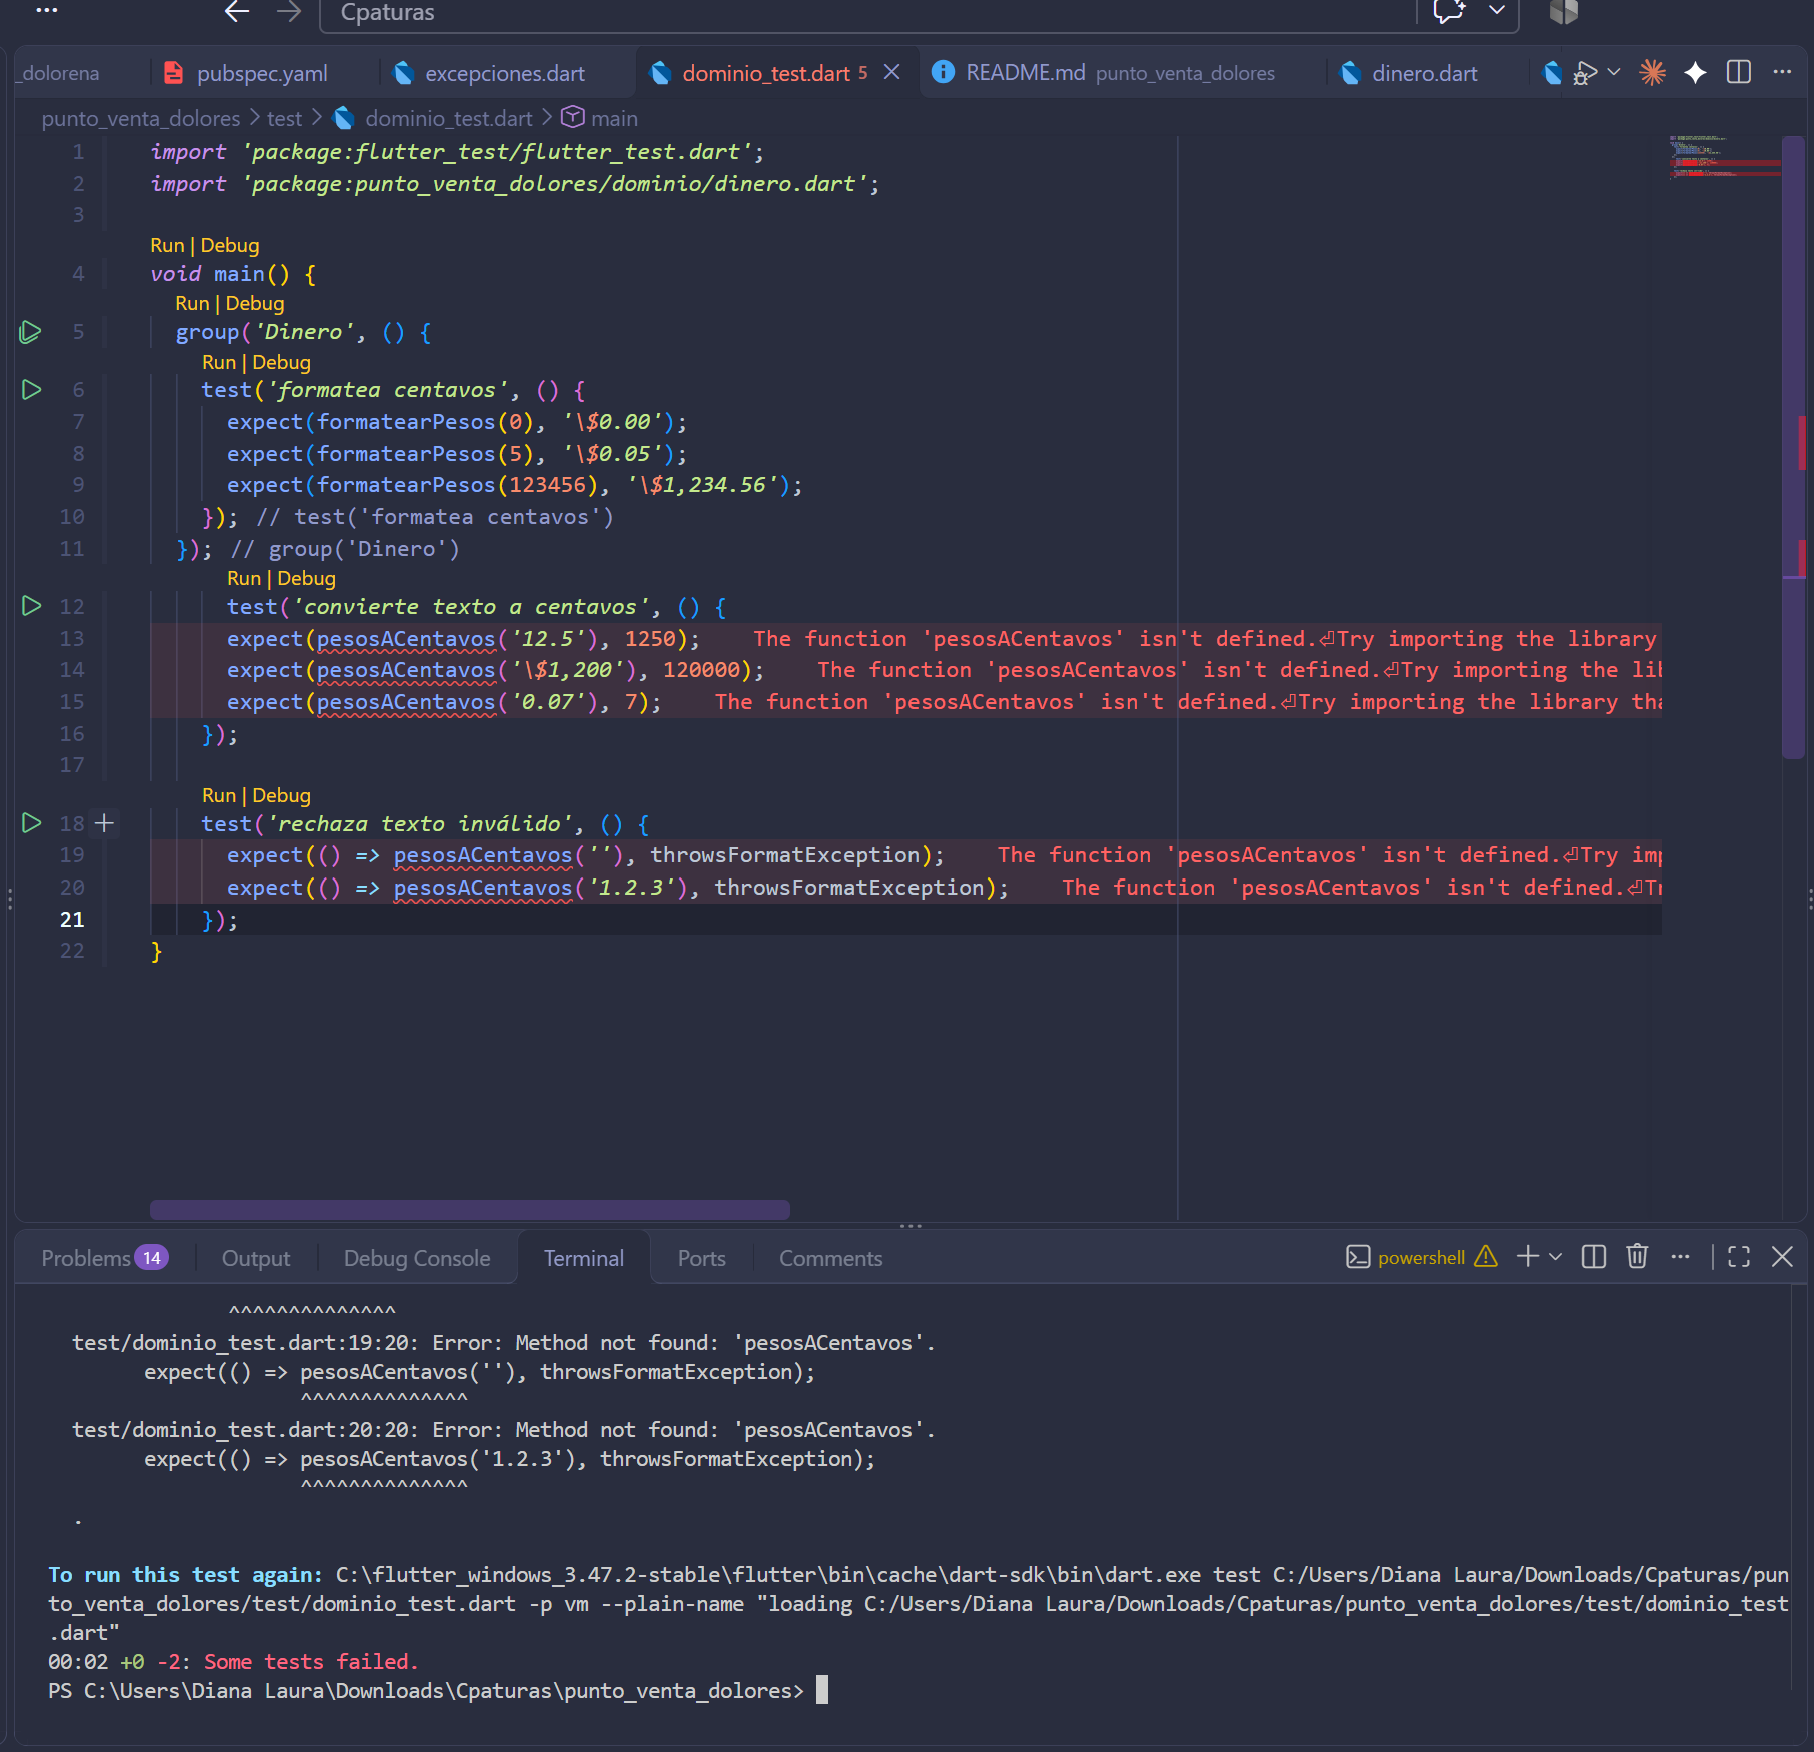 Cpaturas
_dolorena
pubspec.yaml
excepciones.dart
dominio_test.dart 5
README.md punto_venta_dolores
dinero.dart
punto_venta_dolores > test > dominio_test.dart > main
1 import 'package:flutter_test/flutter_test.dart';
2 import 'package:punto_venta_dolores/dominio/dinero.dart';
3
Run | Debug
4 void main() {
Run | Debug
5 group('Dinero', () {
Run | Debug
6 test('formatea centavos', () {
7 expect(formatearPesos(0), '\$0.00');
8 expect(formatearPesos(5), '\$0.05');
9 expect(formatearPesos(123456), '\$1,234.56');
10 }); // test('formatea centavos')
11 }); // group('Dinero')
Run | Debug
12 test('convierte texto a centavos', () {
13 expect(pesosACentavos('12.5'), 1250); The function 'pesosACentavos' isn't defined.⏎Try importing the library
14 expect(pesosACentavos('\$1,200'), 120000); The function 'pesosACentavos' isn't defined.⏎Try importing the lib
15 expect(pesosACentavos('0.07'), 7); The function 'pesosACentavos' isn't defined.⏎Try importing the library tha
16 });
17
Run | Debug
18 test('rechaza texto inválido', () {
19 expect(() => pesosACentavos(''), throwsFormatException); The function 'pesosACentavos' isn't defined.⏎Try imp
20 expect(() => pesosACentavos('1.2.3'), throwsFormatException); The function 'pesosACentavos' isn't defined.⏎Tr
21 });
22 }
Problems 14 Output Debug Console Terminal Ports Comments powershell
^^^^^^^^^^^^^^
test/dominio_test.dart:19:20: Error: Method not found: 'pesosACentavos'.
expect(() => pesosACentavos(''), throwsFormatException);
^^^^^^^^^^^^^^
test/dominio_test.dart:20:20: Error: Method not found: 'pesosACentavos'.
expect(() => pesosACentavos('1.2.3'), throwsFormatException);
^^^^^^^^^^^^^^
.
To run this test again: C:\flutter_windows_3.47.2-stable\flutter\bin\cache\dart-sdk\bin\dart.exe test C:/Users/Diana Laura/Downloads/Cpaturas/pun
to_venta_dolores/test/dominio_test.dart -p vm --plain-name "loading C:/Users/Diana Laura/Downloads/Cpaturas/punto_venta_dolores/test/dominio_test
.dart"
00:02 +0 -2: Some tests failed.
PS C:\Users\Diana Laura\Downloads\Cpaturas\punto_venta_dolores>